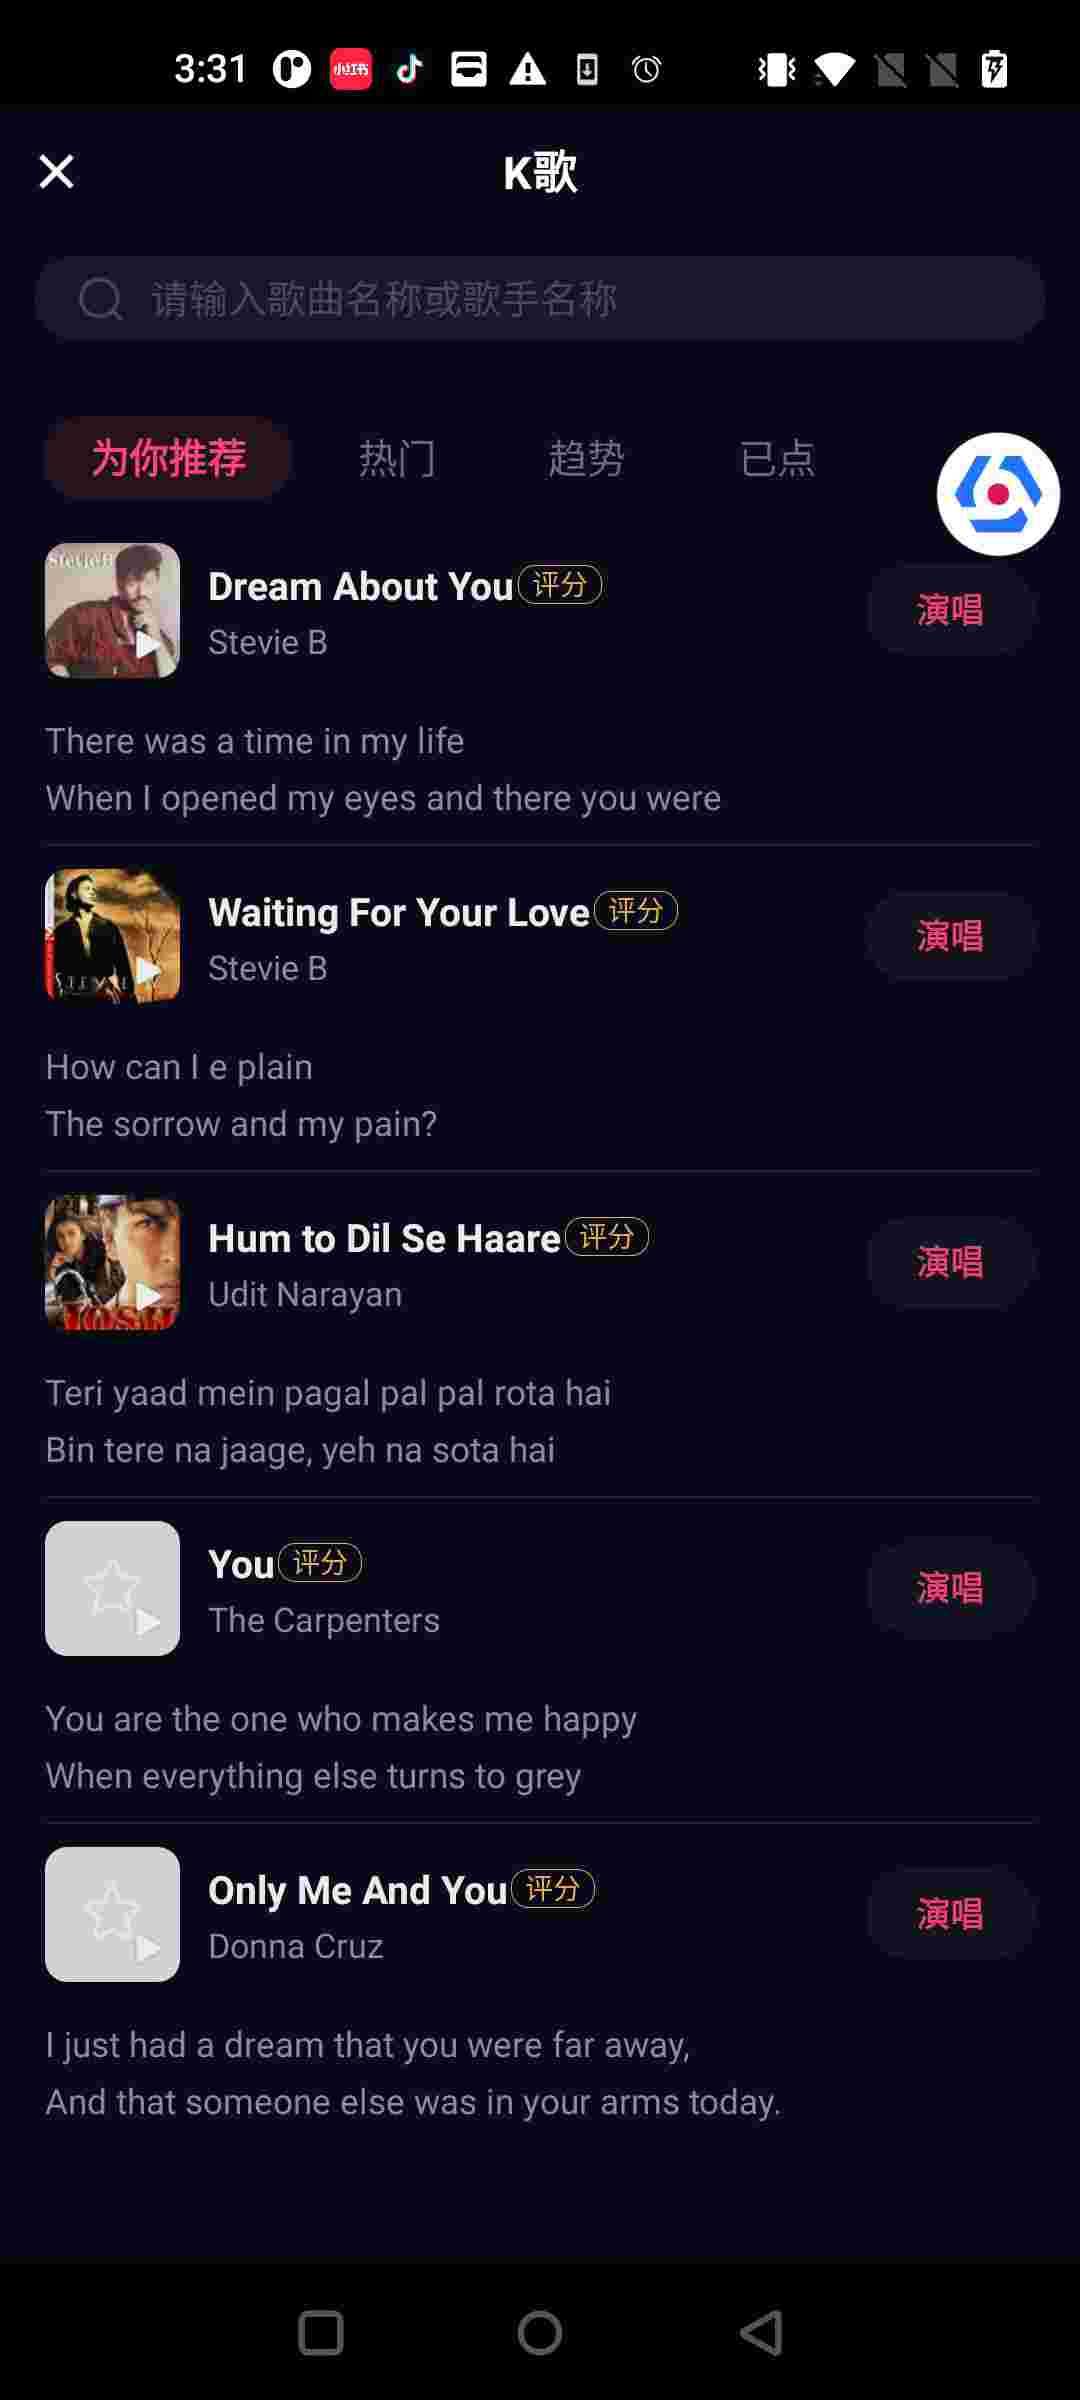 3:31
小红书
K歌
请输入歌曲名称或歌手名称
为你推荐 热门 趋势 已点
Dream About You 评分
Stevie B
演唱
There was a time in my life
When I opened my eyes and there you were
Waiting For Your Love 评分
Stevie B
演唱
How can I e plain
The sorrow and my pain?
Hum to Dil Se Haare 评分
Udit Narayan
演唱
Teri yaad mein pagal pal pal rota hai
Bin tere na jaage, yeh na sota hai
You 评分
The Carpenters
演唱
You are the one who makes me happy
When everything else turns to grey
Only Me And You 评分
Donna Cruz
演唱
I just had a dream that you were far away,
And that someone else was in your arms today.